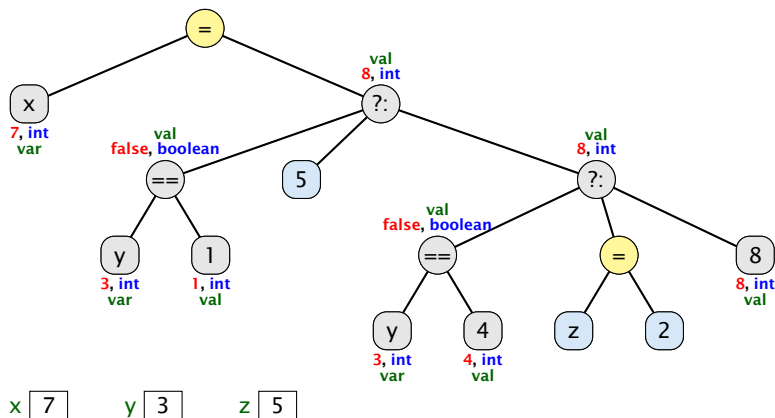 =
val
8, int
x
?:
7, int
var
val
false, boolean
val
8, int
==
5
?:
val
false, boolean
y
1
==
=
8
3, int
var
1, int
val
8, int
val
y
4
z
2
3, int
var
4, int
val
x 7 y 3 z 5